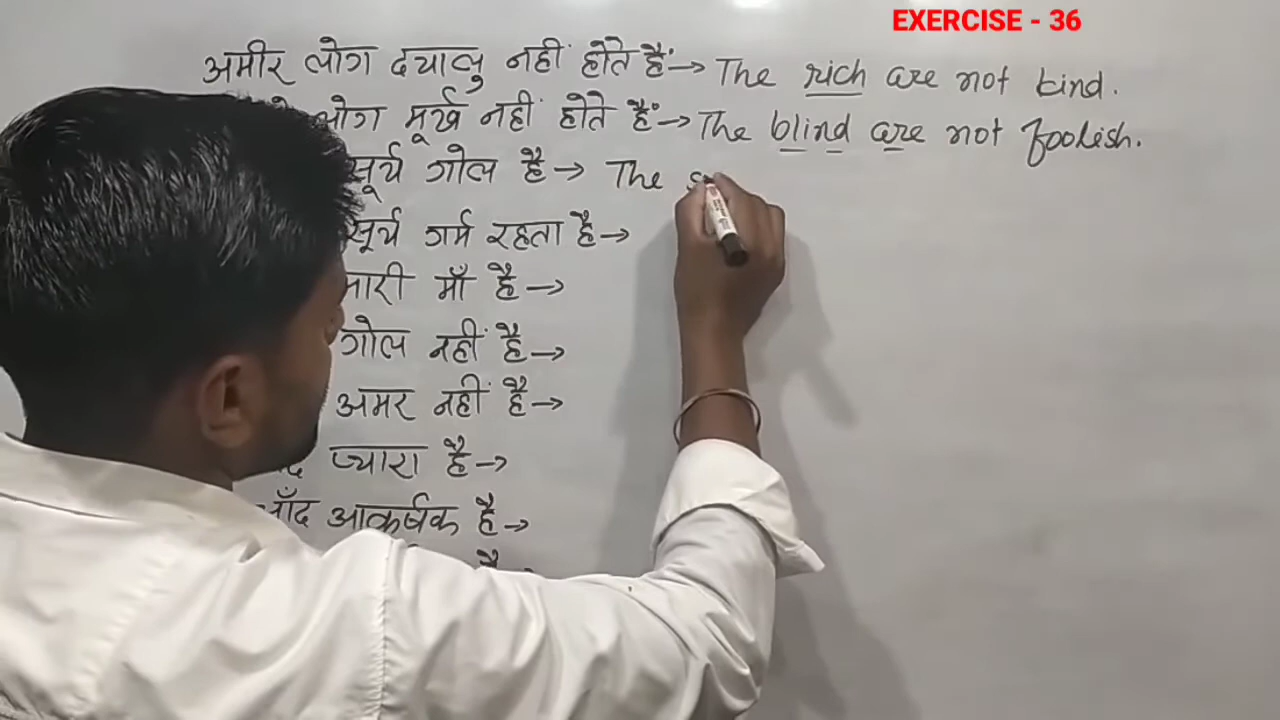 EXERCISE - 36
अमीर लोग दयालु नहीं होते हैं→ The rich are not kind.
लोग मूर्ख नहीं होते हैं→ The blind are not foolish.
सूर्य गोल है→ The
सूर्य गर्म रहता है→
माँ है→
गोल नहीं है→
अमर नहीं है→
प्यारा है→
चाँद आकर्षक है→